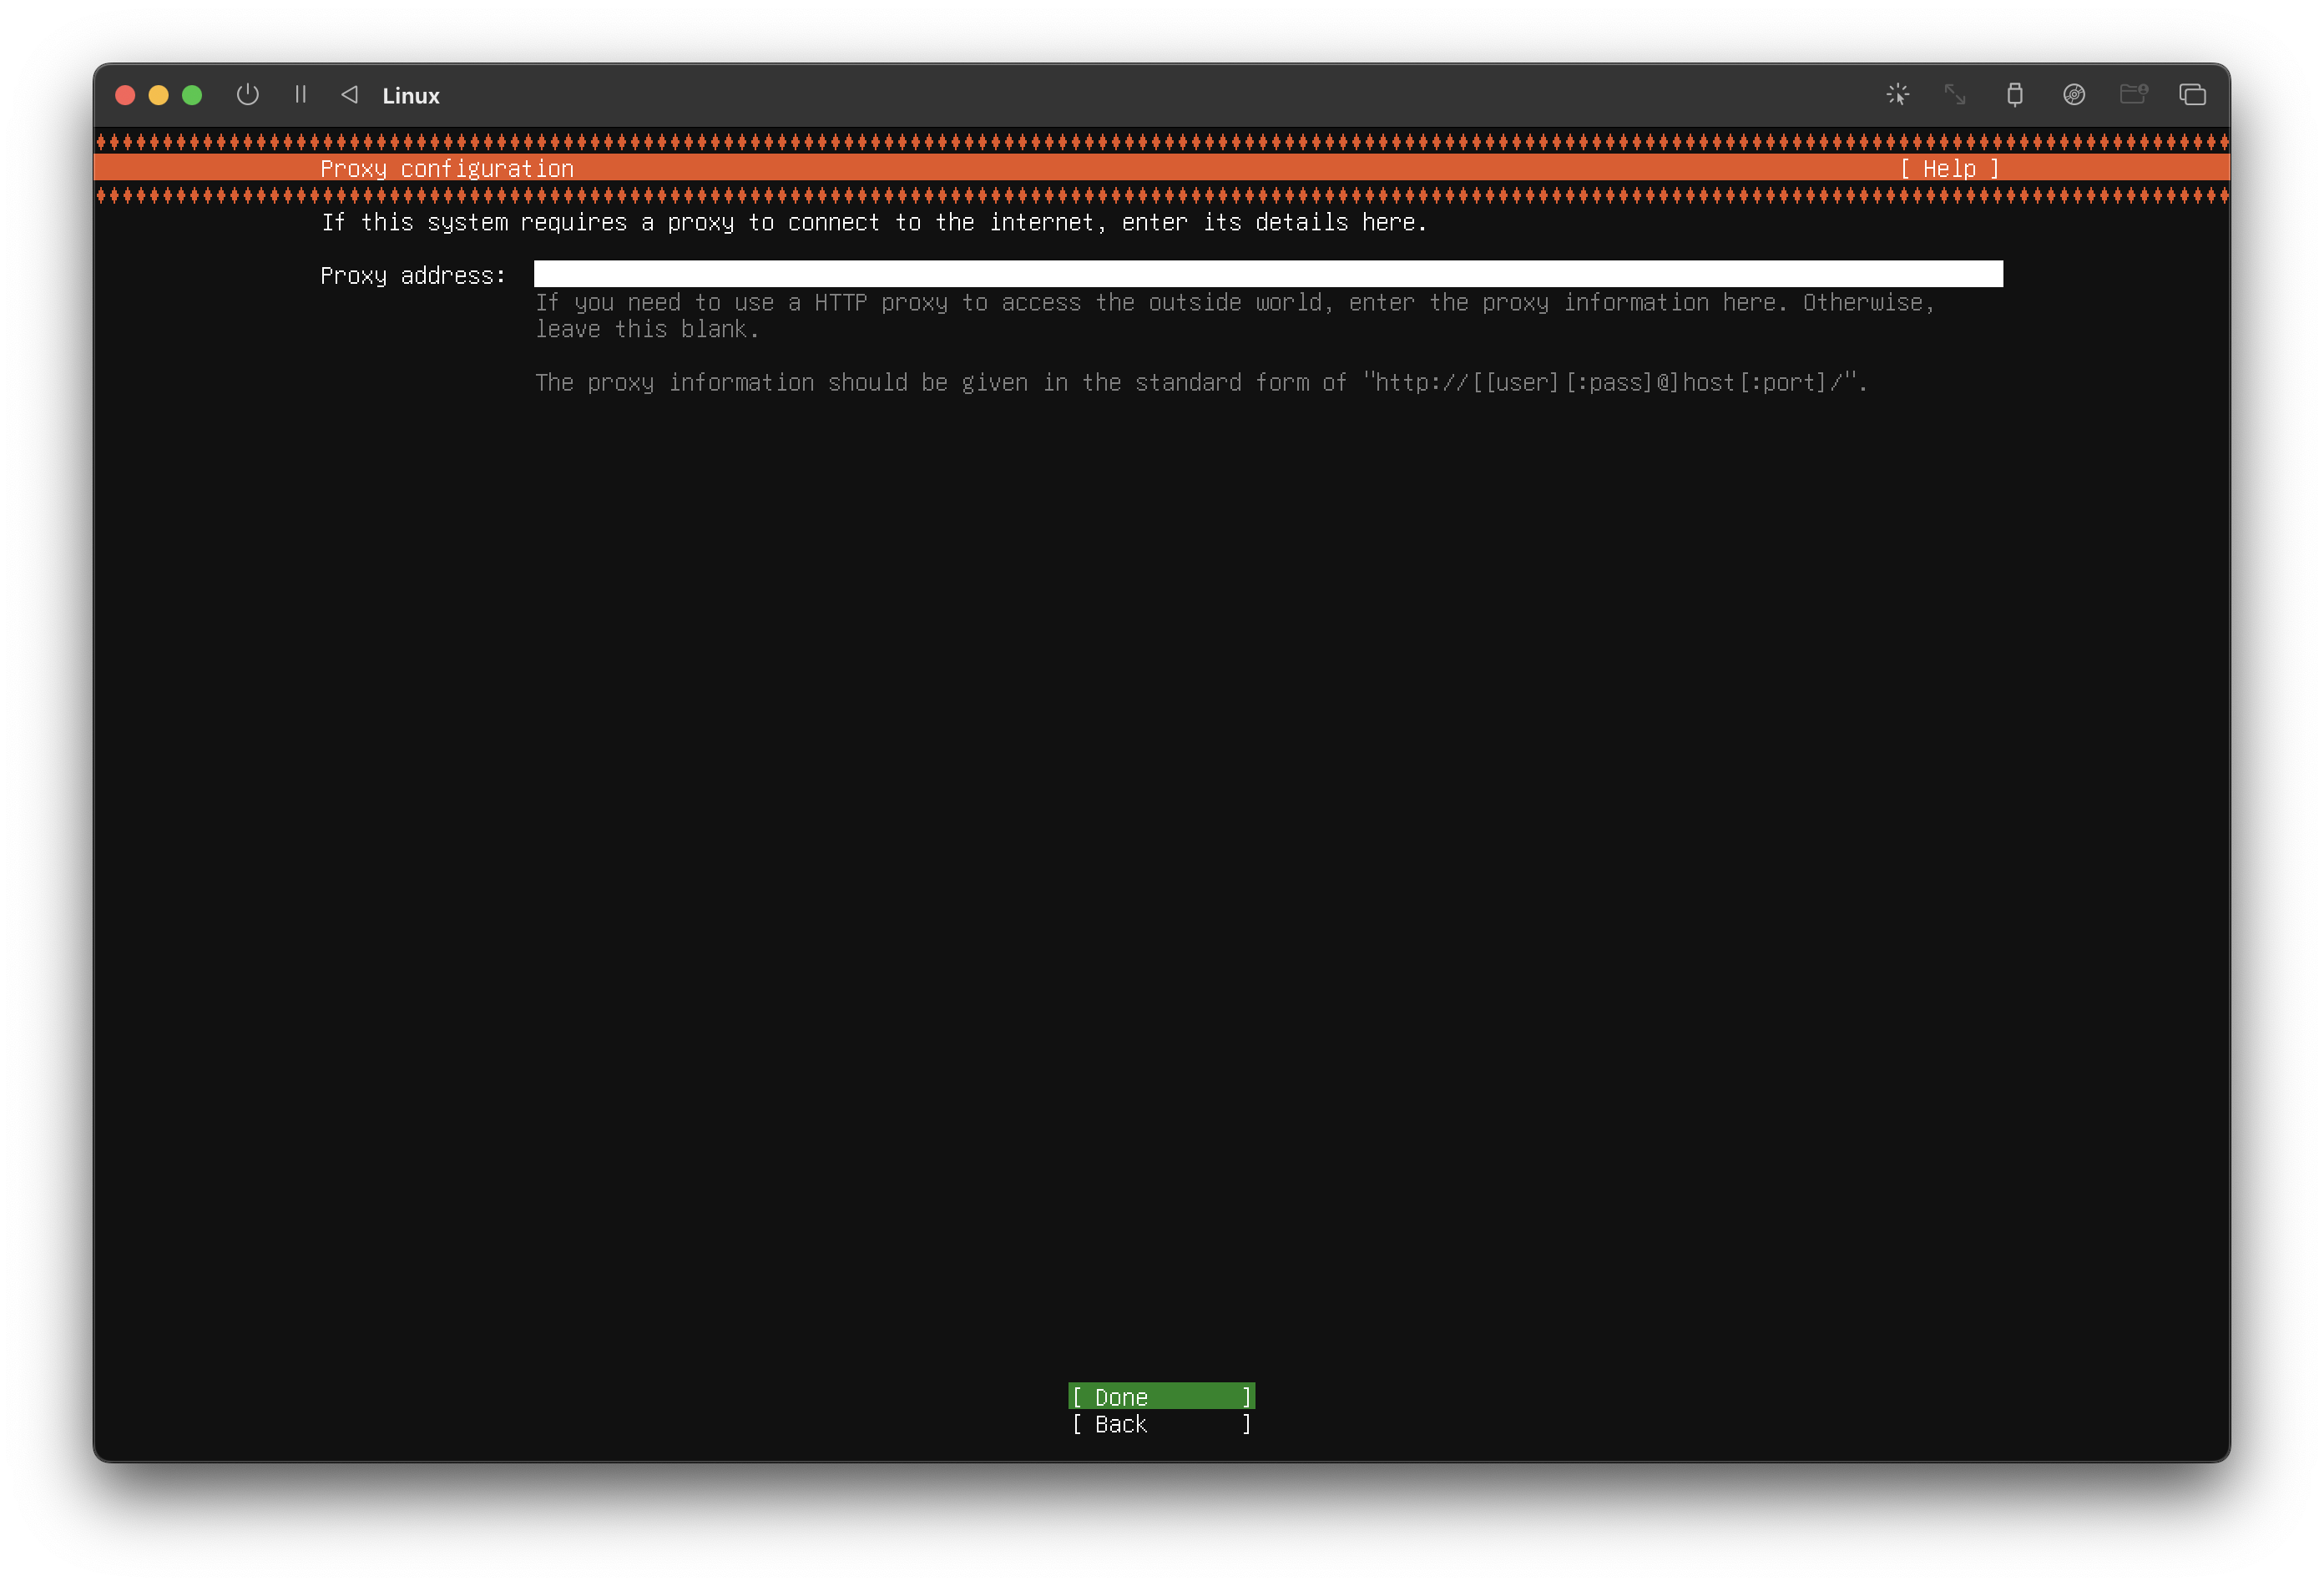 Linux
Proxy configuration [ Help ]
If this system requires a proxy to connect to the internet, enter its details here.
Proxy address:
If you need to use a HTTP proxy to access the outside world, enter the proxy information here. Otherwise,
leave this blank.
The proxy information should be given in the standard form of "http://[[user][:pass]@]host[:port]/".
[ Done ]
[ Back ]